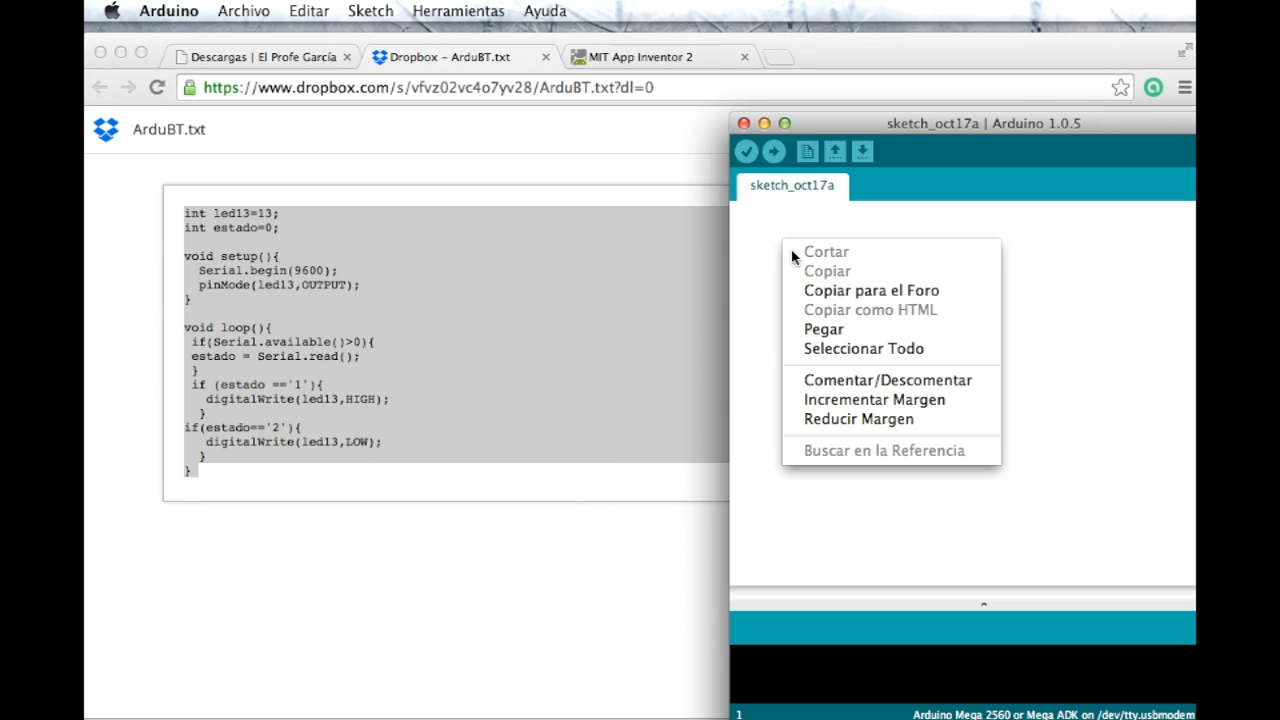 Arduino Archivo Editar Sketch Herramientas Ayuda
Descargas | El Profe García
Dropbox - ArduBT.txt
MIT App Inventor 2
https://www.dropbox.com/s/vfvz02vc4o7yv28/ArduBT.txt?dl=0
ArduBT.txt
int led13=13;
int estado=0;
void setup(){
Serial.begin(9600);
pinMode(led13,OUTPUT);
}
void loop(){
if(Serial.available()>0){
estado = Serial.read();
}
if (estado =='1'){
digitalWrite(led13,HIGH);
}
if(estado=='2'){
digitalWrite(led13,LOW);
}
}
sketch_oct17a | Arduino 1.0.5
sketch_oct17a
Cortar
Copiar
Copiar para el Foro
Copiar como HTML
Pegar
Seleccionar Todo
Comentar/Descomentar
Incrementar Margen
Reducir Margen
Buscar en la Referencia
1
Arduino Mega 2560 or Mega ADK on /dev/tty.usbmodem